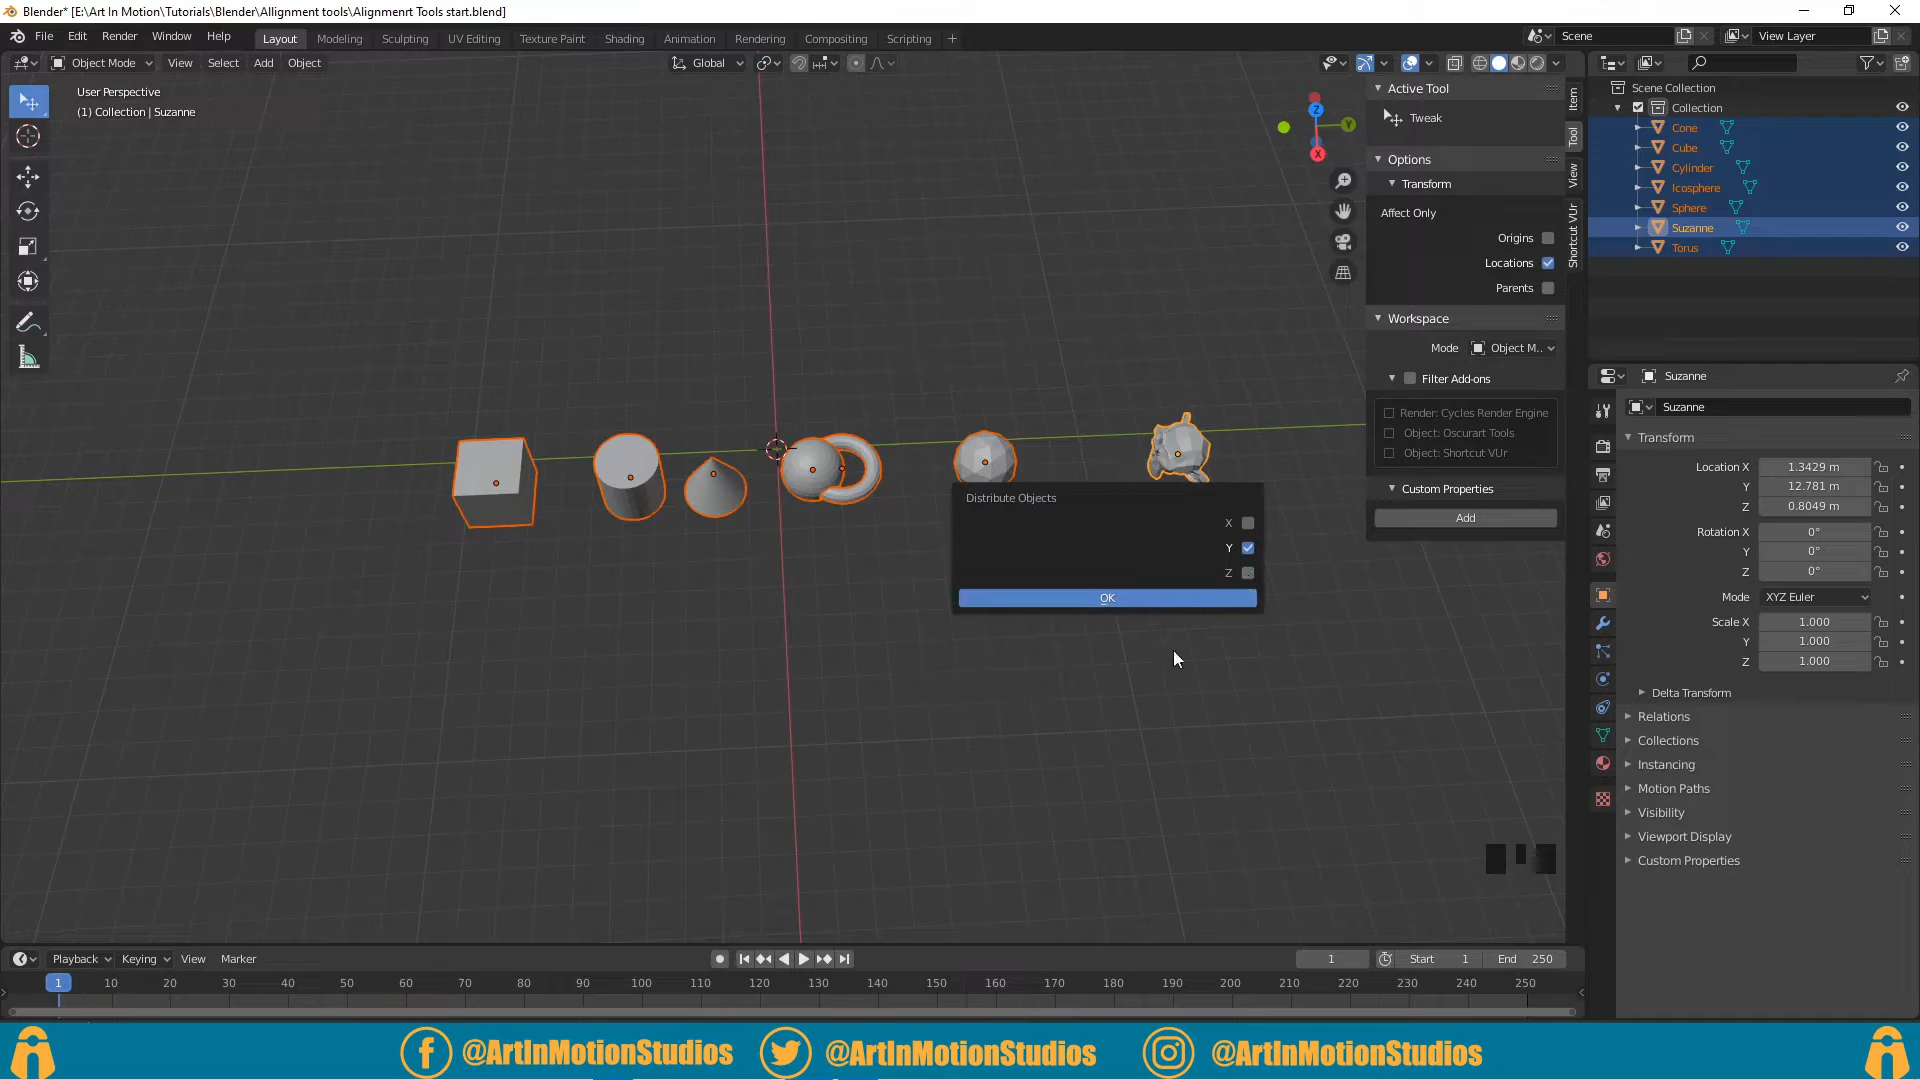 Blender* [E:\Art In Motion\Tutorials\Blender\Allignment tools\Alignmenrt Tools start.blend]
File Edit Render Window Help
Layout Modeling Sculpting UV Editing Texture Paint Shading Animation Rendering Compositing Scripting +
Scene
View Layer
Object Mode View Select Add Object
Global
User Perspective
(1) Collection | Suzanne
Z
Y
X
Active Tool
Tweak
Options
Transform
Affect Only
Origins
Locations
Parents
Workspace
Mode Object M..
Filter Add-ons
Render: Cycles Render Engine
Object: Oscurart Tools
Object: Shortcut VUr
Custom Properties
Add
Item
Tool
View
Shortcut VUr
Scene Collection
Collection
Cone
Cube
Cylinder
Icosphere
Sphere
Suzanne
Torus
Distribute Objects
X
Y
Z
OK
Suzanne
Suzanne
Transform
Location X 1.3429 m
Y 12.781 m
Z 0.8049 m
Rotation X 0°
Y 0°
Z 0°
Mode XYZ Euler
Scale X 1.000
Y 1.000
Z 1.000
Delta Transform
Relations
Collections
Instancing
Motion Paths
Visibility
Viewport Display
Custom Properties
Playback Keying View Marker
1 Start 1 End 250
1 10 20 30 40 50 60 70 80 90 100 110 120 130 140 150 160 170 180 190 200 210 220 230 240 250
@ArtInMotionStudios @ArtInMotionStudios @ArtInMotionStudios